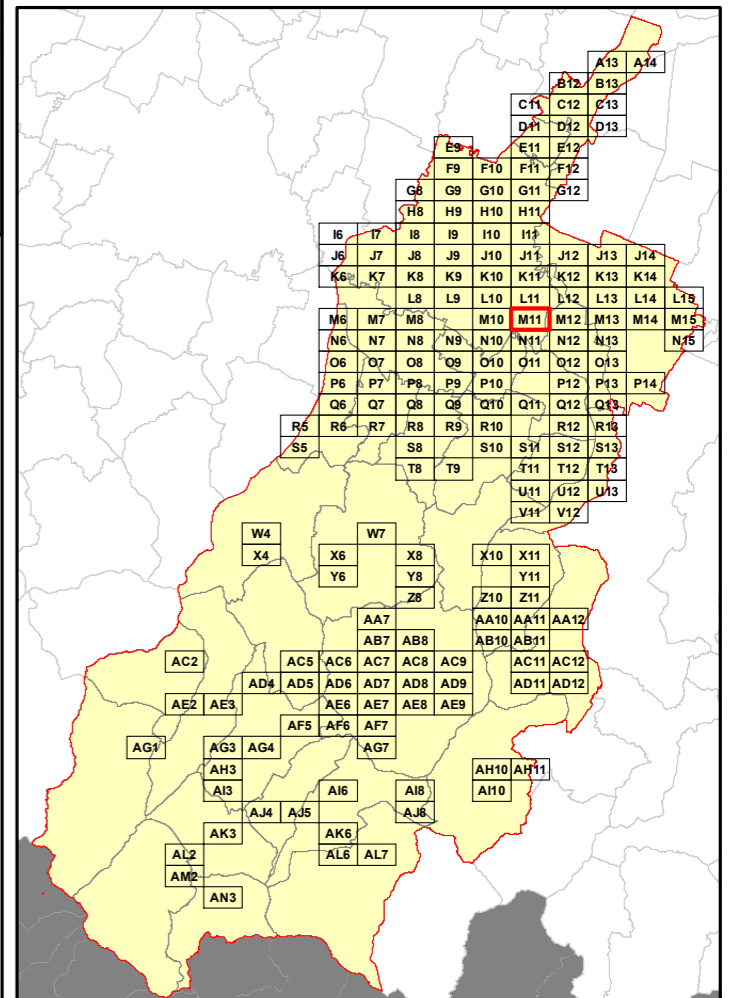 A13 A14
B12 B13
C11 C12 C13
D11 D12 D13
E9 E11 E12
F9 F10 F11 F12
G8 G9 G10 G11 G12
H8 H9 H10 H11
I6 I7 I8 I9 I10 I11
J6 J7 J8 J9 J10 J11 J12 J13 J14
K6 K7 K8 K9 K10 K11 K12 K13 K14
L8 L9 L10 L11 L12 L13 L14 L15
M6 M7 M8 M10 M11 M12 M13 M14 M15
N6 N7 N8 N9 N10 N11 N12 N13 N15
O6 O7 O8 O9 O10 O11 O12 O13
P6 P7 P8 P9 P10 P12 P13 P14
Q6 Q7 Q8 Q9 Q10 Q11 Q12 Q13
R5 R6 R7 R8 R9 R10 R12 R13
S5 S8 S10 S11 S12 S13
T8 T9 T11 T12 T13
U11 U12 U13
V11 V12
W4 W7
X4 X6 X8 X10 X11
Y6 Y8 Y11
Z8 Z10 Z11
AA7 AA10 AA11 AA12
AB7 AB8 AB10 AB11
AC2 AC5 AC6 AC7 AC8 AC9 AC11 AC12
AD4 AD5 AD6 AD7 AD8 AD9 AD11 AD12
AE2 AE3 AE6 AE7 AE8 AE9
AF5 AF6 AF7
AG1 AG3 AG4 AG7
AH3 AH10 AH11
AI3 AI6 AI8 AI10
AJ4 AJ5 AJ8
AK3 AK6
AL2 AL6 AL7
AM2
AN3